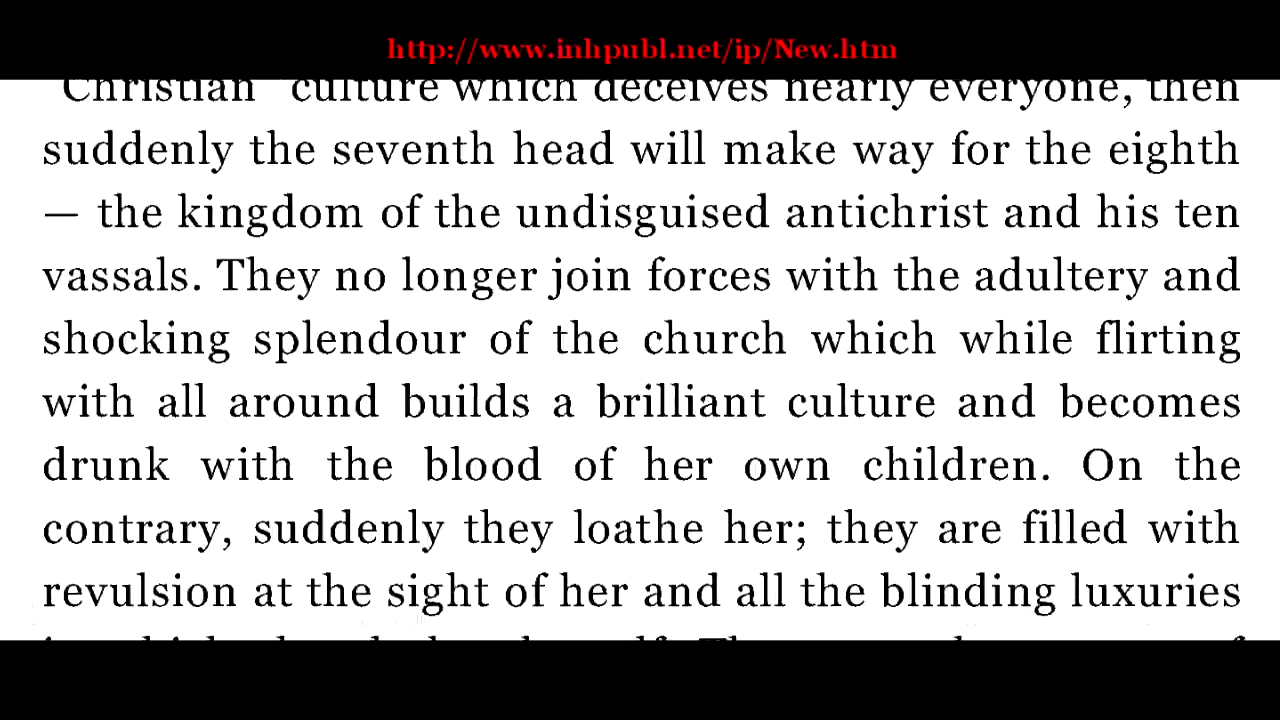 http://www.inhpubl.net/ip/New.htm
"Christian" culture which deceives nearly everyone, then
suddenly the seventh head will make way for the eighth
— the kingdom of the undisguised antichrist and his ten
vassals. They no longer join forces with the adultery and
shocking splendour of the church which while flirting
with all around builds a brilliant culture and becomes
drunk with the blood of her own children. On the
contrary, suddenly they loathe her; they are filled with
revulsion at the sight of her and all the blinding luxuries